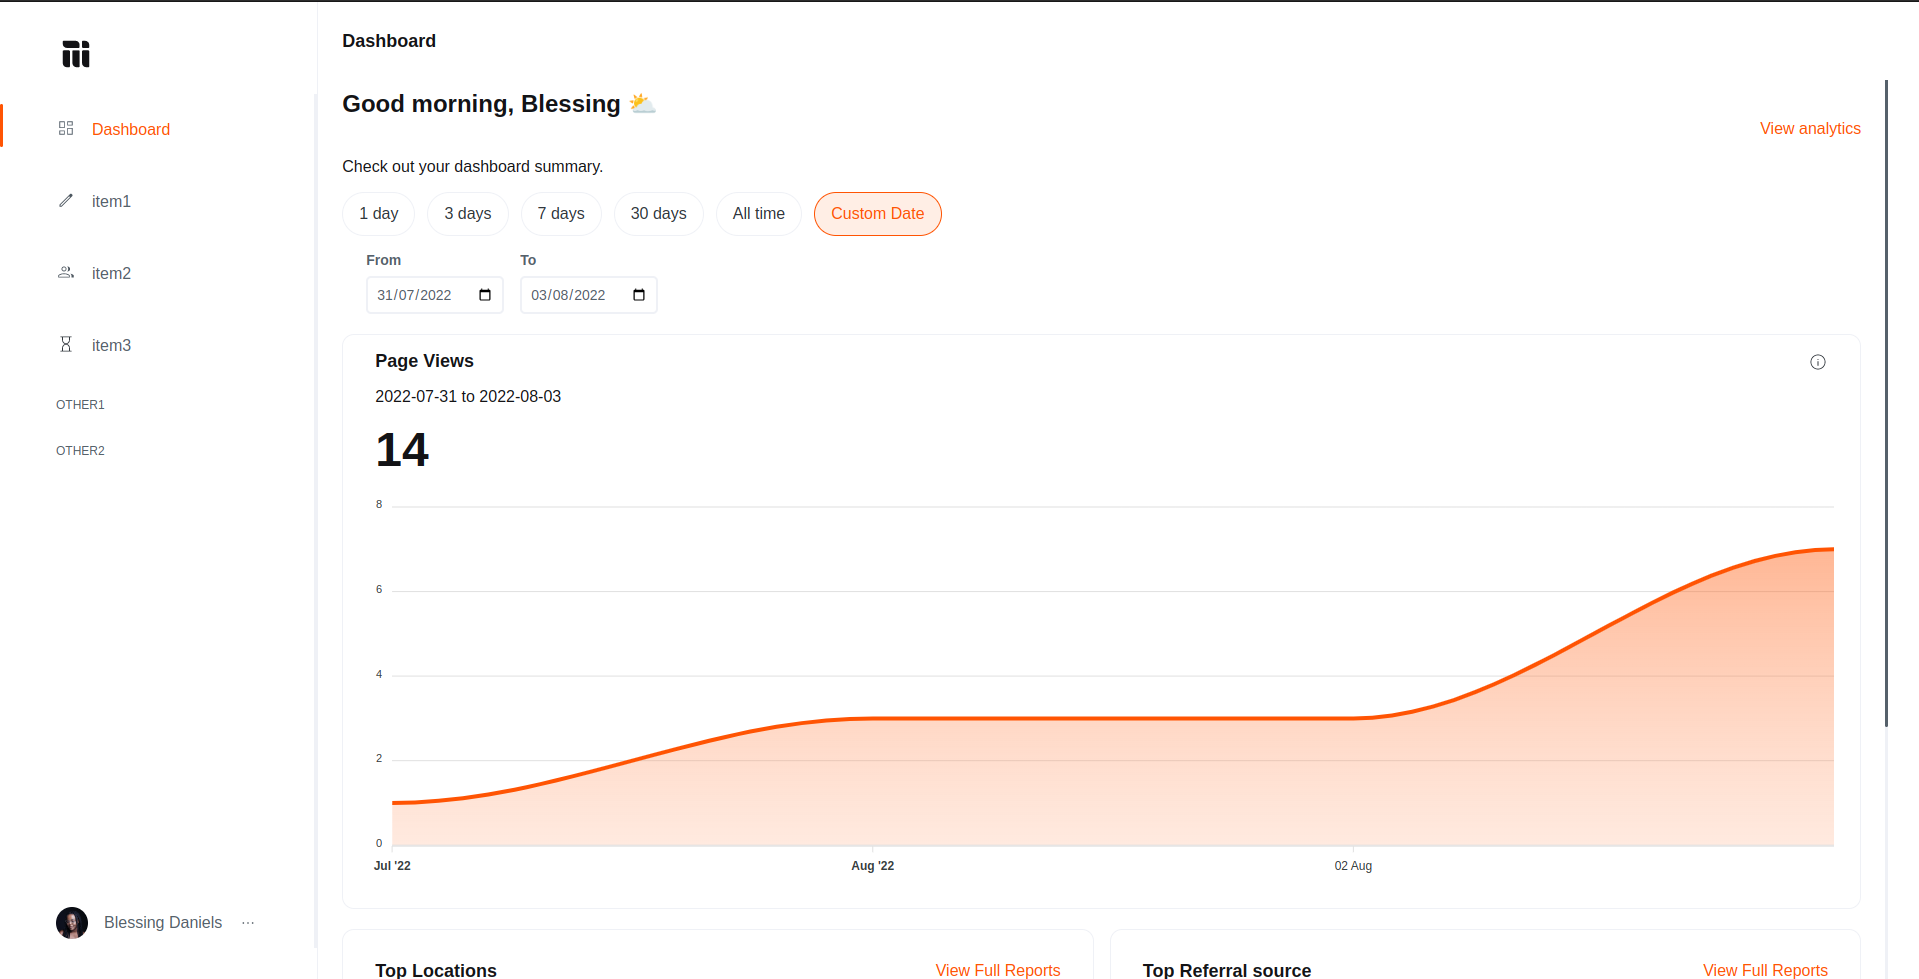 Dashboard
Good morning, Blessing
View analytics
Dashboard
Check out your dashboard summary.
item1
1 day
3 days
7 days
30 days
All time
Custom Date
From
To
item2
31/07/2022
03/08/2022
item3
Page Views
2022-07-31 to 2022-08-03
OTHER1
14
OTHER2
8
6
4
2
0
Jul '22
Aug '22
02 Aug
Blessing Daniels
Top Locations
View Full Reports
Top Referral source
View Full Reports